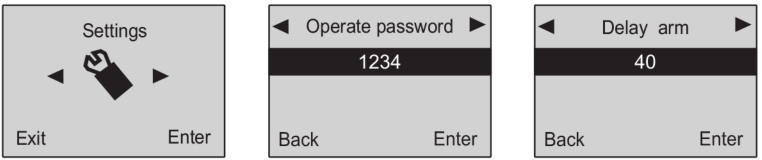 Settings
Exit Enter
Operate password
1234
Back Enter
Delay arm
40
Back Enter